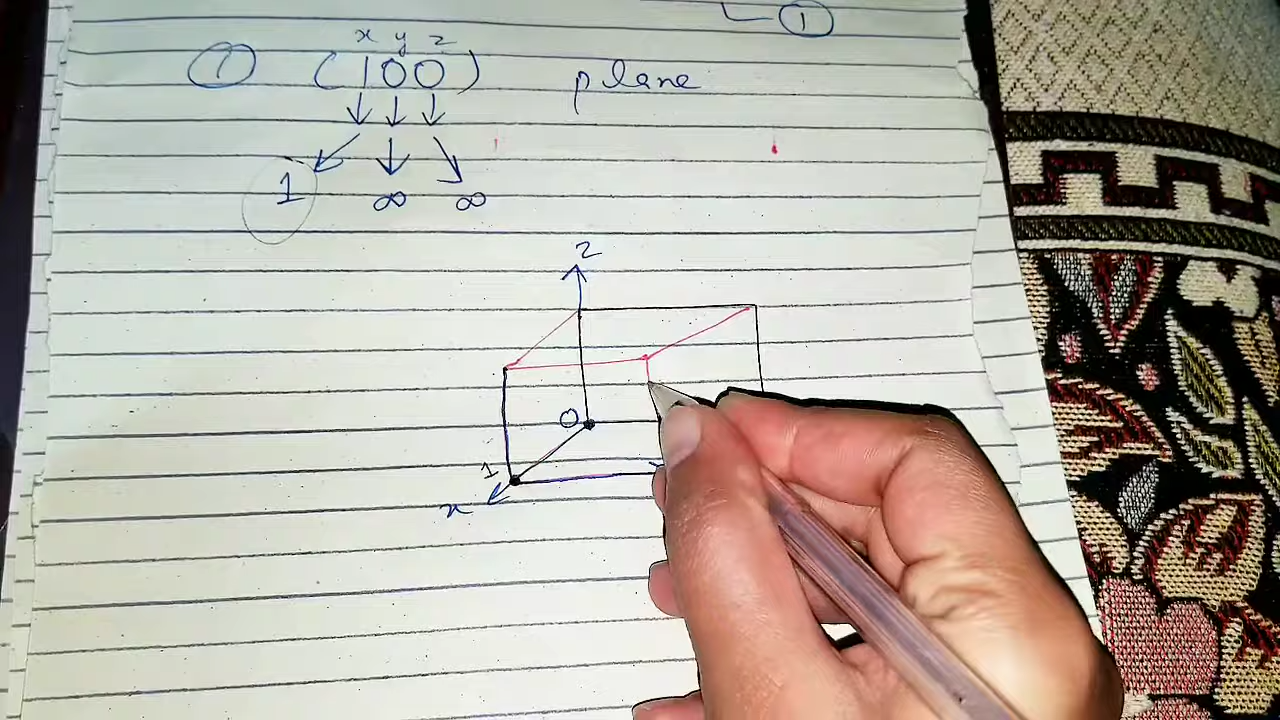 1
x y z
1 (100) plane
1 ∞ ∞
z
O
1
x